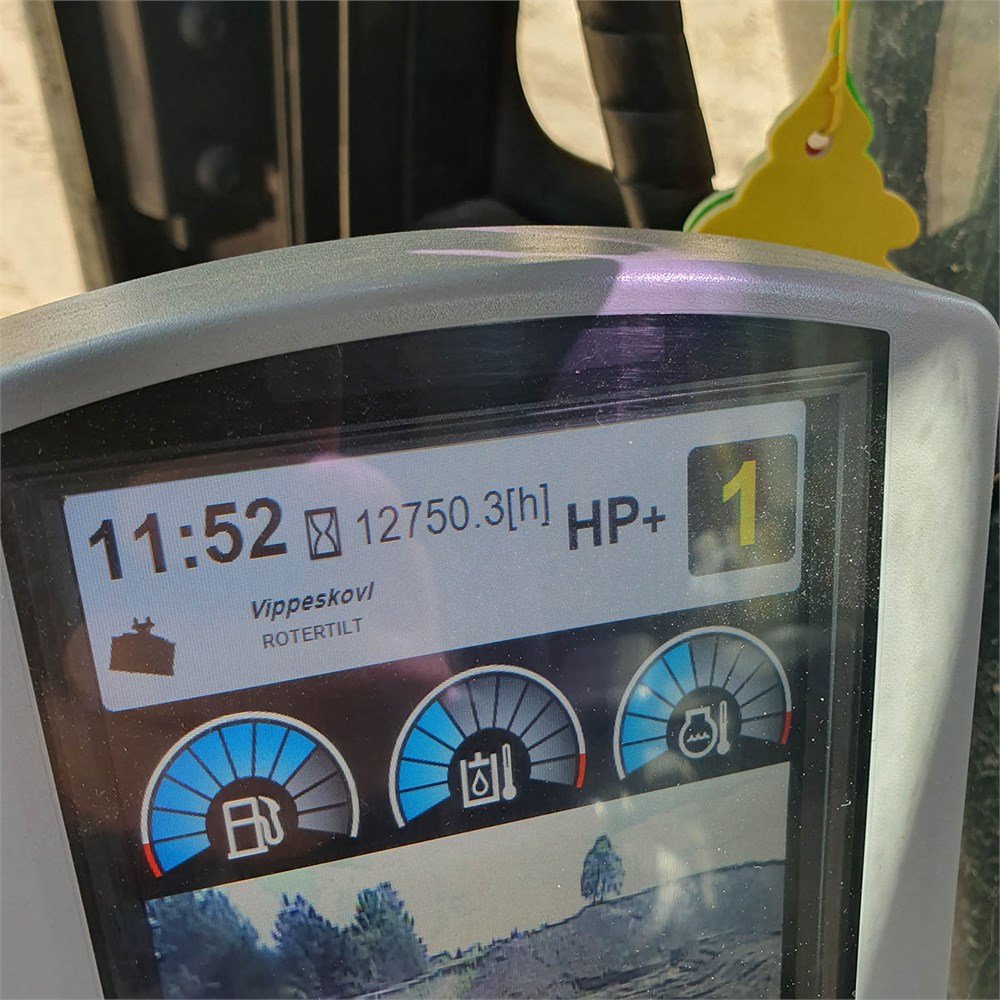 11:52 12750.3[h] HP+ 1
Vippeskovl
ROTERTILT